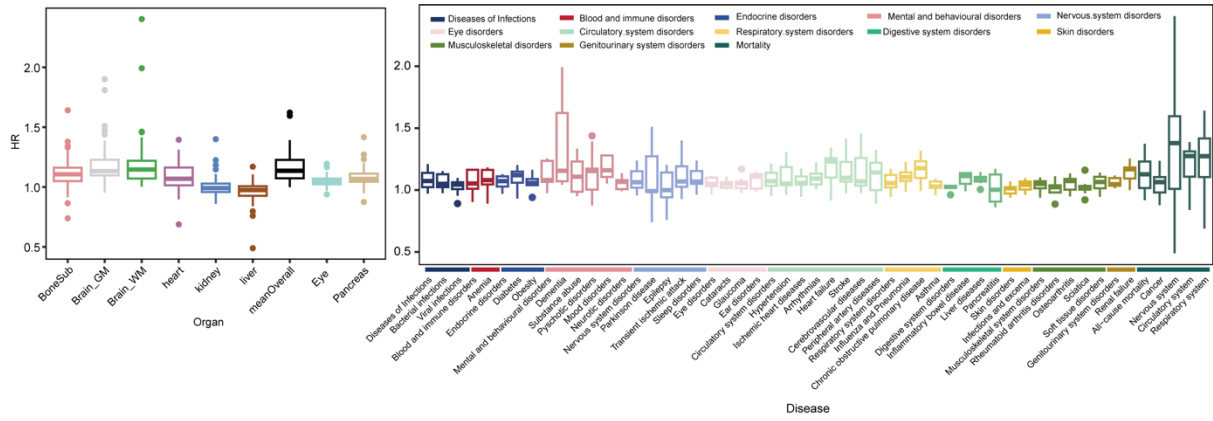 HR
2.0
1.5
1.0
0.5
BoneSub
Brain_GM
Brain_WM
heart
kidney
liver
meanOverall
Eye
Pancreas
Organ
Diseases of Infections
Blood and immune disorders
Endocrine disorders
Mental and behavioural disorders
Nervous.system disorders
Eye disorders
Circulatory.system disorders
Respiratory.system disorders
Digestive system disorders
Skin disorders
Musculoskeletal disorders
Genitourinary system disorders
Mortality
2.0
1.5
1.0
0.5
Diseases of Infections
Bacterial infections
Viral infections
Blood and immune disorders
Anemia
Endocrine disorders
Diabetes
Obesity
Mental and behavioural disorders
Dementia
Substance abuse
Pyscholotic disorders
Mood disorders
Neurotic disorders
Nervous system disorders
Parkinson disease
Epilepsy
Transient ischemic attack
Sleep disorders
Eye disorders
Cataracts
Glaucoma
Ear disorders
Circulatory system disorders
Hypertension
Ischemic heart diseases
Arrhythmias
Heart failure
Stroke
Cerebrovascular diseases
Peripheral artery diseases
Respiratory system disorders
Influenza and Pneumonia
Chronic obstructive pulmonary disease
Asthma
Digestive system disorders
Inflammatory bowel disease
Liver diseases
Pancreatitis
Skin disorders
Infections and eczema
Musculoskeletal system disorders
Rheumatoid arthritis disorders
Osteoarthritis
Sciatica
Soft tissue disorders
Genitourinary system disorders
Renal failure
All-cause mortality
Cancer
Nervous system
Circulatory system
Respiratory system
Disease